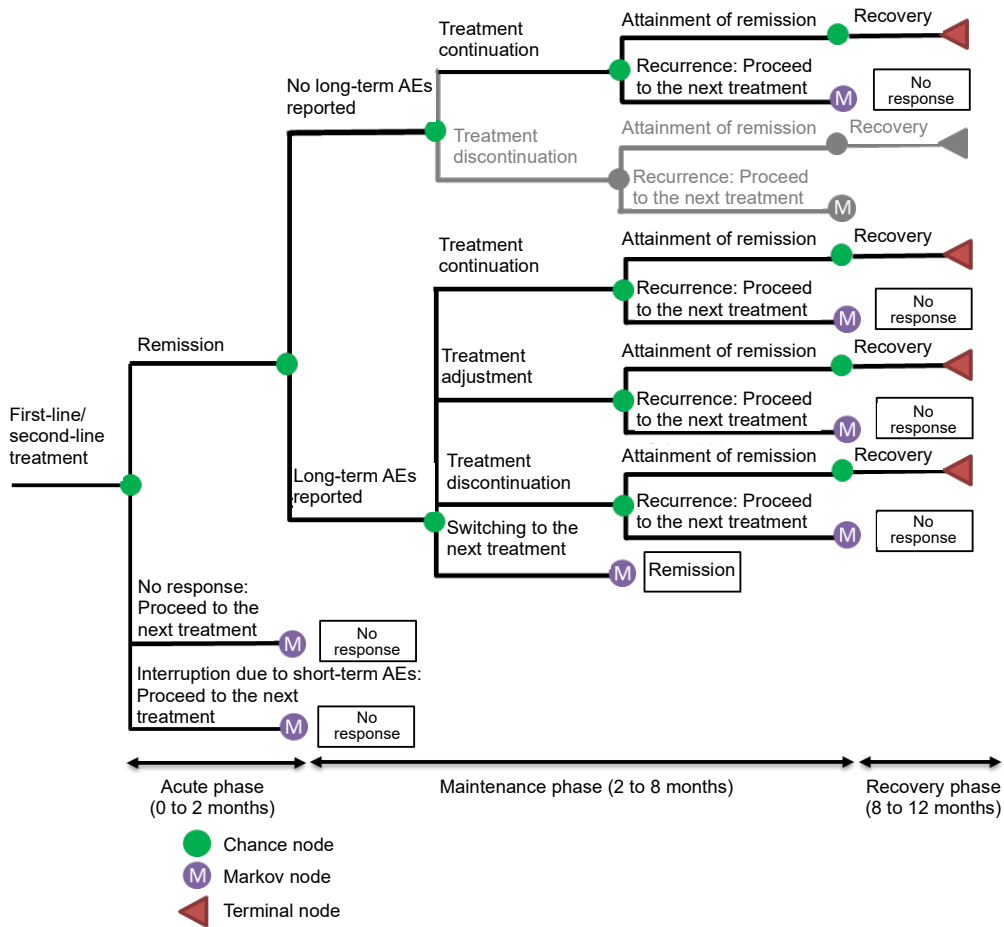 Attainment of remission
Recovery
Treatment
continuation
Recurrence: Proceed
to the next treatment
M
No
response
No long-term AEs
reported
Treatment
discontinuation
Attainment of remission
Recovery
Recurrence: Proceed
to the next treatment
M
Treatment
continuation
Attainment of remission
Recovery
Recurrence: Proceed
to the next treatment
M
No
response
Remission
Treatment
adjustment
Attainment of remission
Recovery
Recurrence: Proceed
to the next treatment
M
No
response
First-line/
second-line
treatment
Long-term AEs
reported
Treatment
discontinuation
Attainment of remission
Recovery
Recurrence: Proceed
to the next treatment
M
No
response
Switching to the
next treatment
M
Remission
No response:
Proceed to the
next treatment
M
No
response
Interruption due to short-term AEs:
Proceed to the next
treatment
M
No
response
Acute phase
(0 to 2 months)
Maintenance phase (2 to 8 months)
Recovery phase
(8 to 12 months)
Chance node
M
Markov node
Terminal node